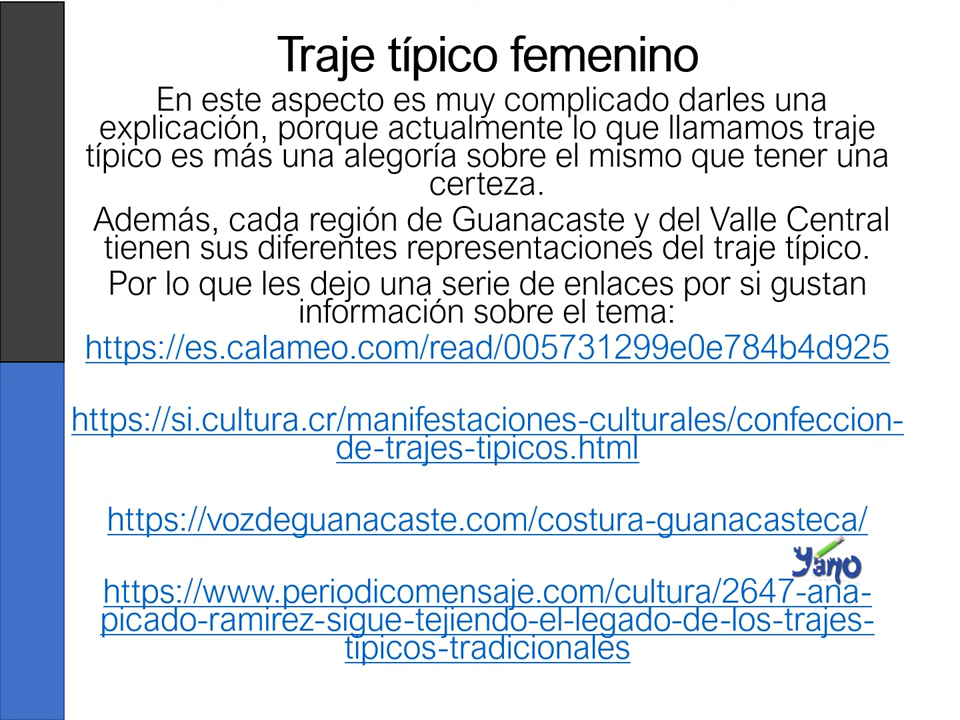 Traje típico femenino
En este aspecto es muy complicado darles una
explicación, porque actualmente lo que llamamos traje
típico es más una alegoría sobre el mismo que tener una
certeza.
Además, cada región de Guanacaste y del Valle Central
tienen sus diferentes representaciones del traje típico.
Por lo que les dejo una serie de enlaces por si gustan
información sobre el tema:
https://es.calameo.com/read/005731299e0e784b4d925
https://si.cultura.cr/manifestaciones-culturales/confeccion-
de-trajes-tipicos.html
https://vozdeguanacaste.com/costura-guanacasteca/
Yano
https://www.periodicomensaje.com/cultura/2647-ana-
picado-ramirez-sigue-tejiendo-el-legado-de-los-trajes-
tipicos-tradicionales